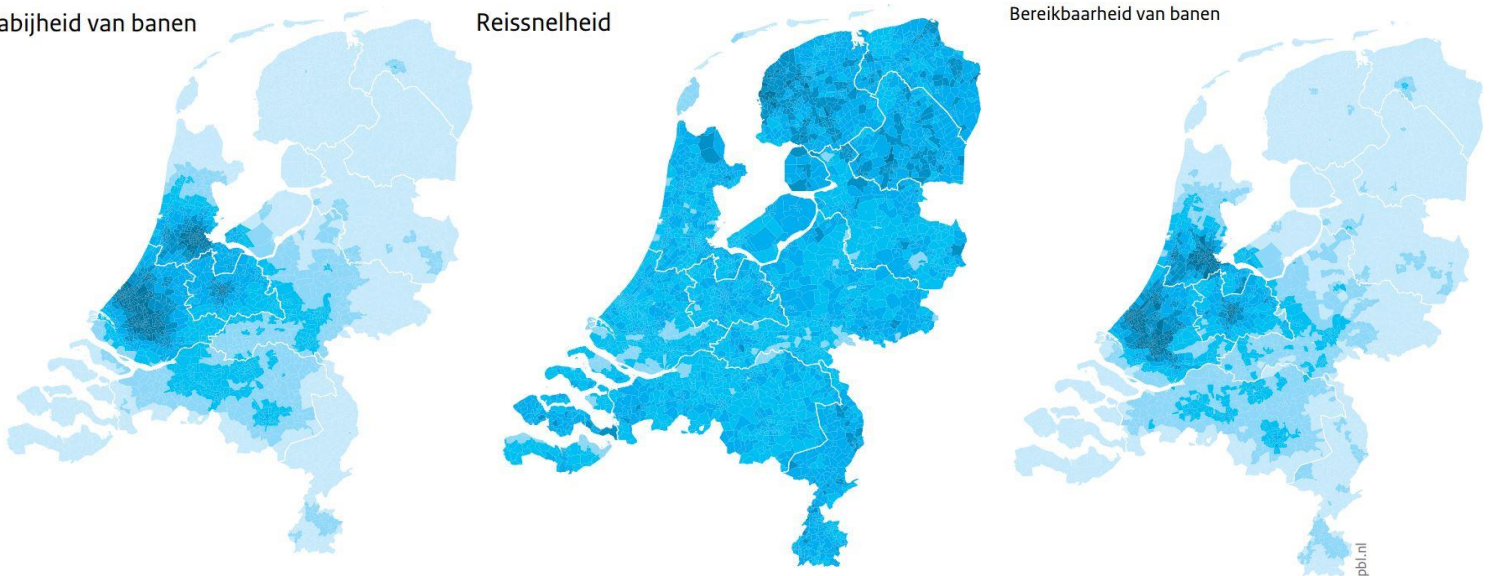 abijheid van banen
Reissnelheid
Bereikbaarheid van banen
pbl.nl